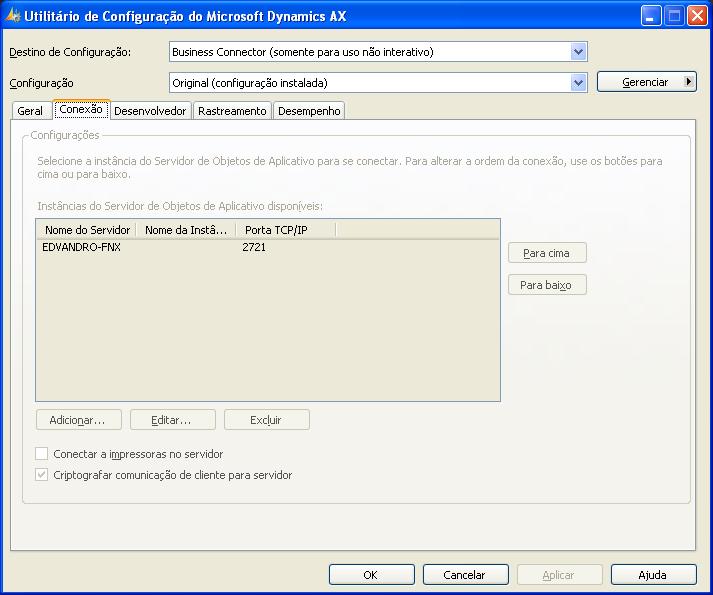 Utilitário de Configuração do Microsoft Dynamics AX
Destino de Configuração: Business Connector (somente para uso não interativo)
Configuração Original (configuração instalada) Gerenciar
Geral Conexão Desenvolvedor Rastreamento Desempenho
Configurações
Selecione a instância do Servidor de Objetos de Aplicativo para se conectar. Para alterar a ordem da conexão, use os botões para
cima ou para baixo.
Instâncias do Servidor de Objetos de Aplicativo disponíveis:
Nome do Servidor Nome da Instâ... Porta TCP/IP
EDVANDRO-FNX 2721
Para cima
Para baixo
Adicionar... Editar... Excluir
Conectar a impressoras no servidor
Criptografar comunicação de cliente para servidor
OK Cancelar Aplicar Ajuda